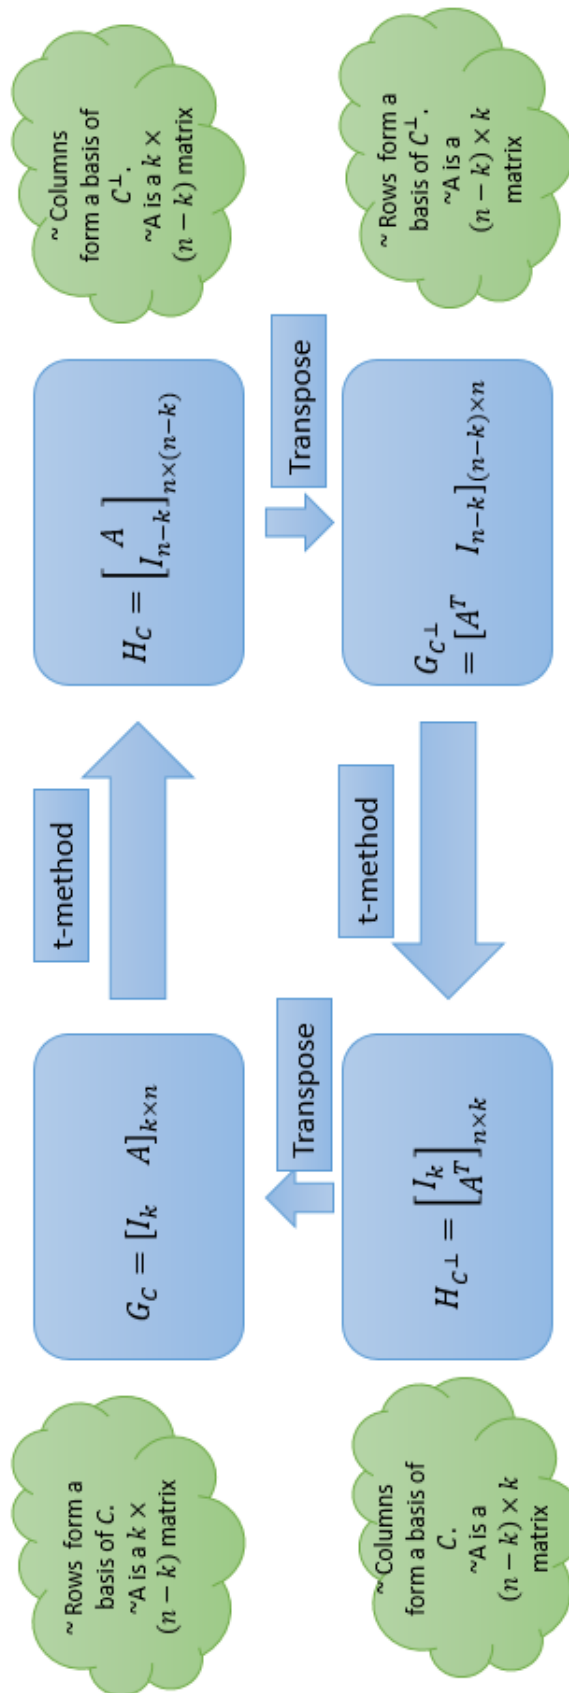 ~ Rows form a
basis of C.
~A is a k ×
(n − k) matrix
G_C = [I_k A]_{k×n}
t-method
H_C = [A
I_{n−k}]_{n×(n−k)}
~ Columns
form a basis of
C^⊥.
~A is a k ×
(n − k) matrix
Transpose
Transpose
~Columns
form a basis of
C.
~A is a
(n − k) × k
matrix
H_{C^⊥} = [I_k
A^T]_{n×k}
t-method
G_{C^⊥}
= [A^T I_{n−k}]_{(n−k)×n}
~ Rows form a
basis of C^⊥.
~A is a
(n − k) × k
matrix